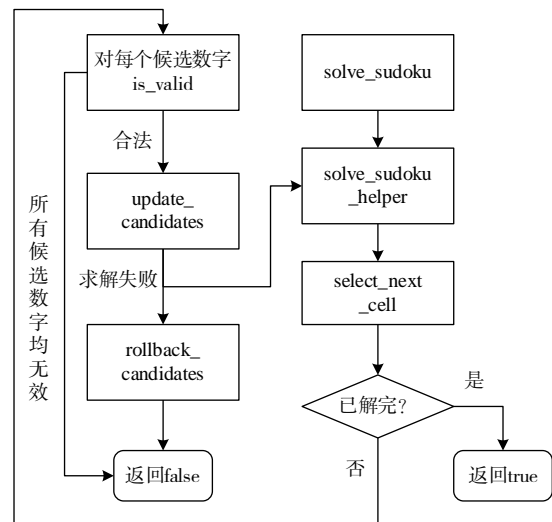 对每个候选数字
is_valid
合法
update_
candidates
求解失败
rollback_
candidates
返回false
所有候选数字均无效
solve_sudoku
solve_sudoku
_helper
select_next
_cell
已解完?
是
否
返回true